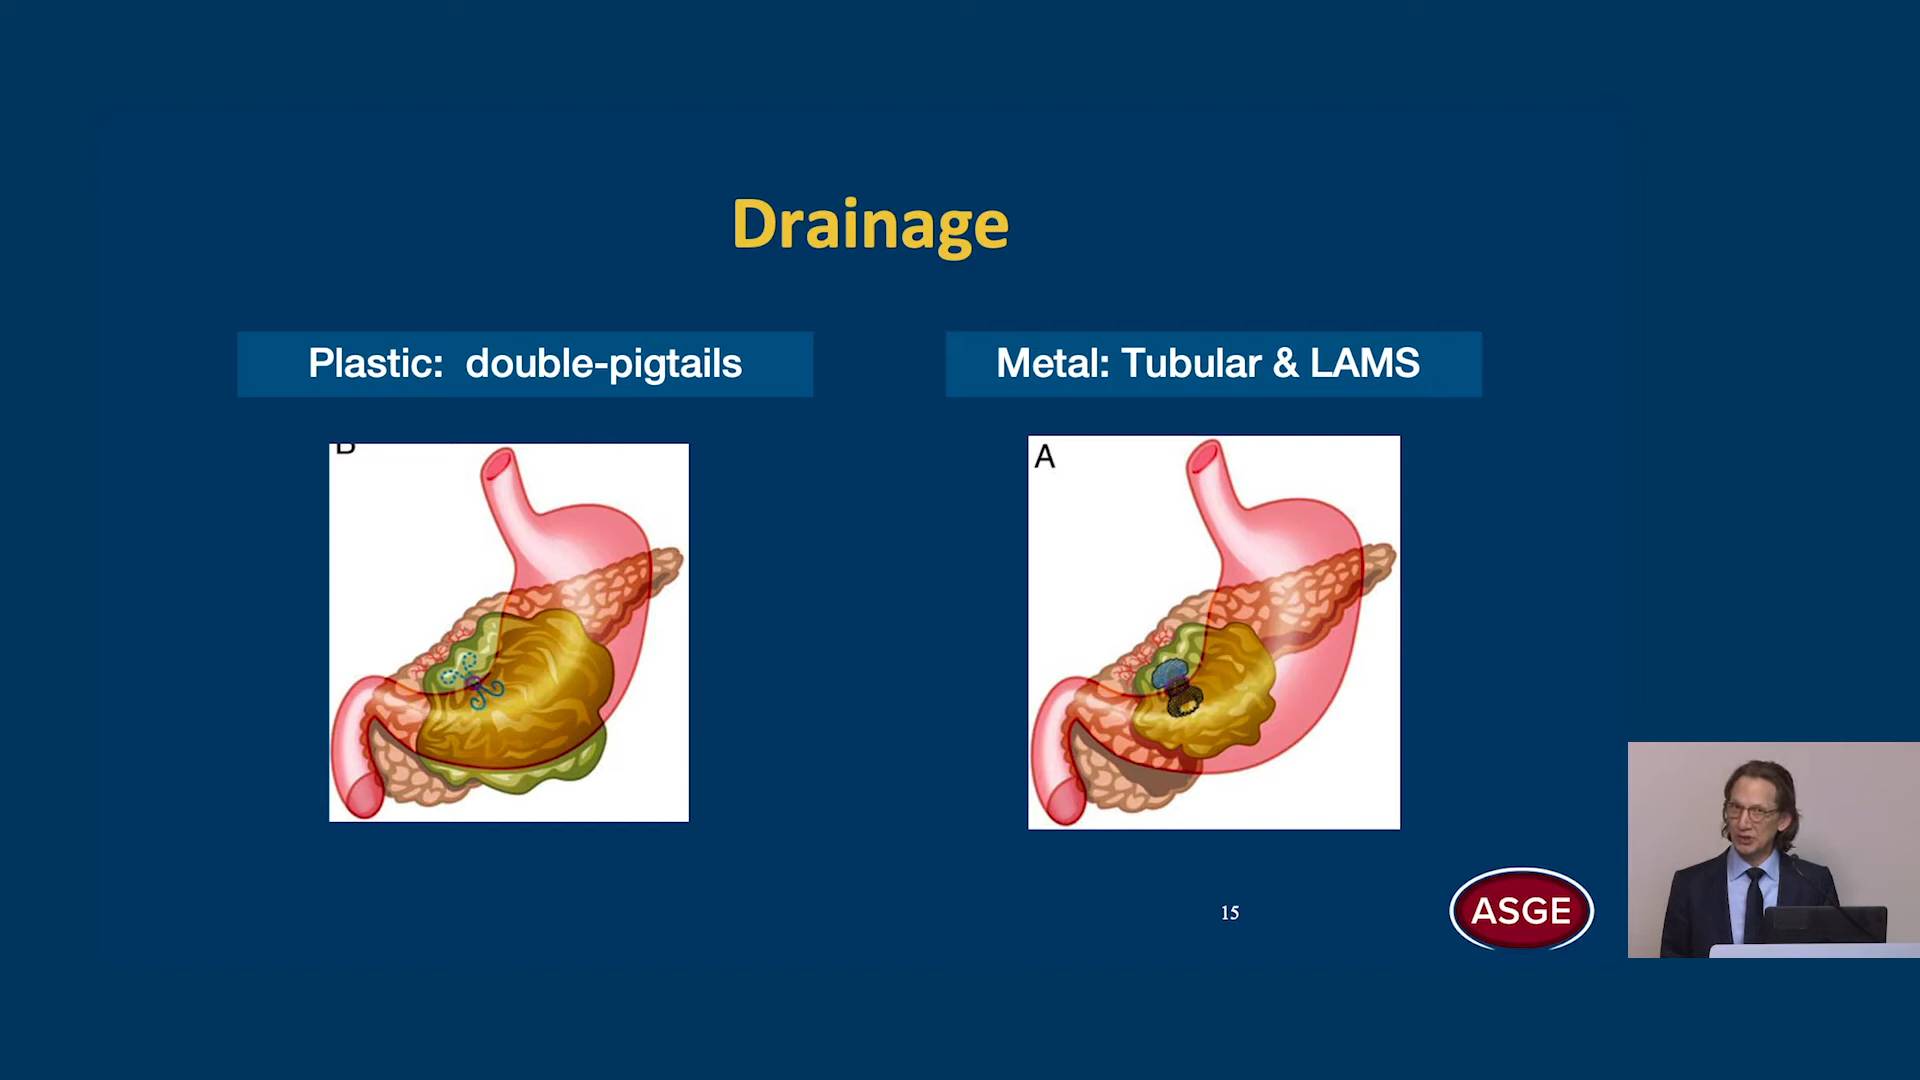 Drainage
Plastic: double-pigtails
Metal: Tubular & LAMS
B
A
15
ASGE